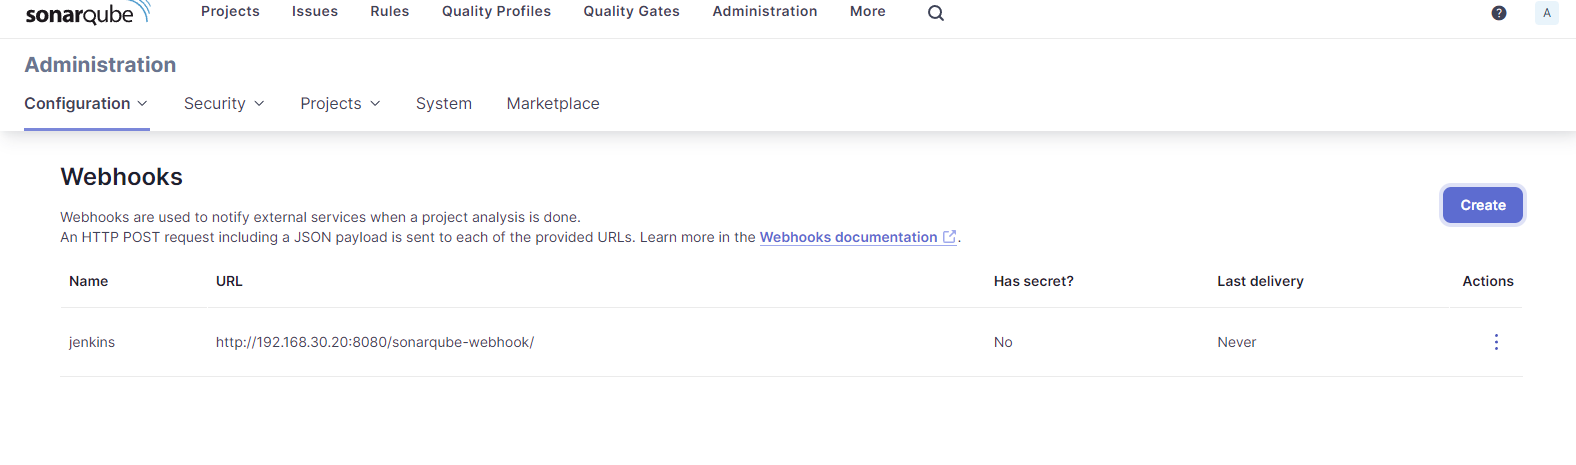 sonarqube Projects Issues Rules Quality Profiles Quality Gates Administration More ? A
Administration
Configuration Security Projects System Marketplace
Webhooks
Create
Webhooks are used to notify external services when a project analysis is done.
An HTTP POST request including a JSON payload is sent to each of the provided URLs. Learn more in the Webhooks documentation.
Name URL Has secret? Last delivery Actions
jenkins http://192.168.30.20:8080/sonarqube-webhook/ No Never